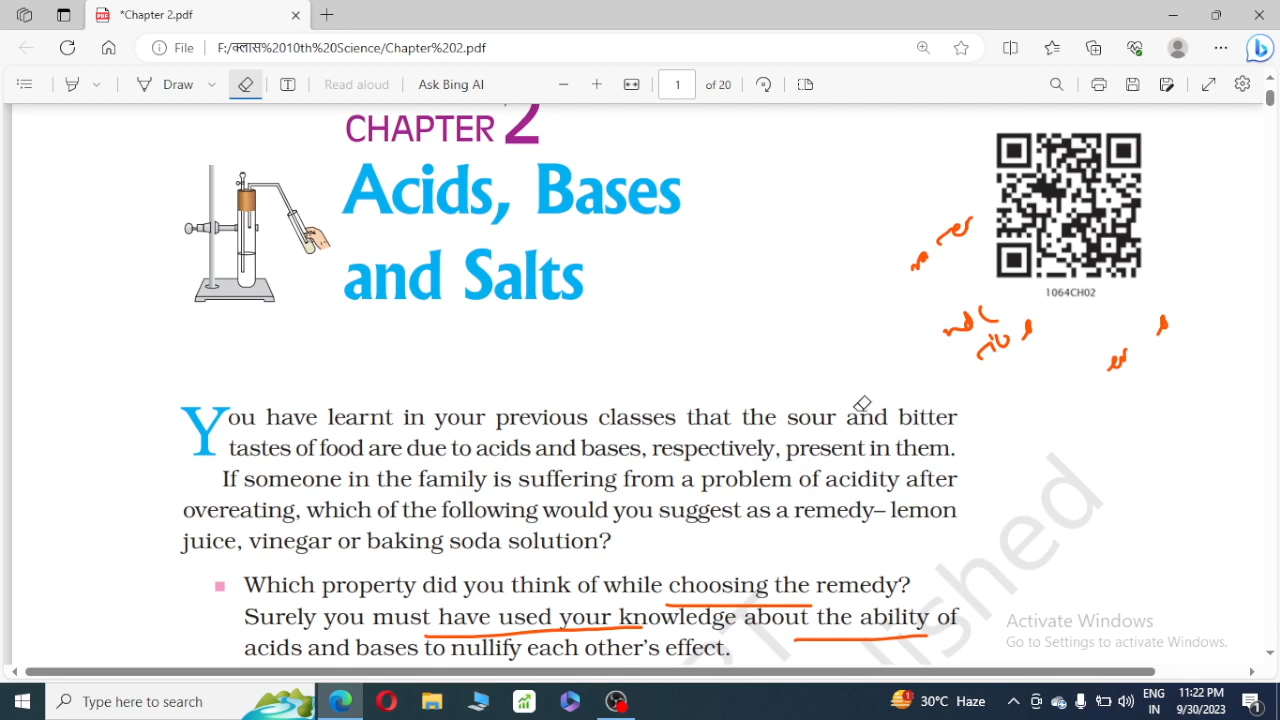 *Chapter 2.pdf
File F:/क्लास%2010th%20Science/Chapter%202.pdf
Draw Read aloud Ask Bing AI 1 of 20
CHAPTER 2
Acids, Bases
and Salts
1064CH02
You have learnt in your previous classes that the sour and bitter
tastes of food are due to acids and bases, respectively, present in them.
If someone in the family is suffering from a problem of acidity after
overeating, which of the following would you suggest as a remedy– lemon
juice, vinegar or baking soda solution?
Which property did you think of while choosing the remedy?
Surely you must have used your knowledge about the ability of
acids and bases to nullify each other's effect.
Activate Windows
Go to Settings to activate Windows.
Type here to search
30°C Haze
ENG
IN
11:22 PM
9/30/2023